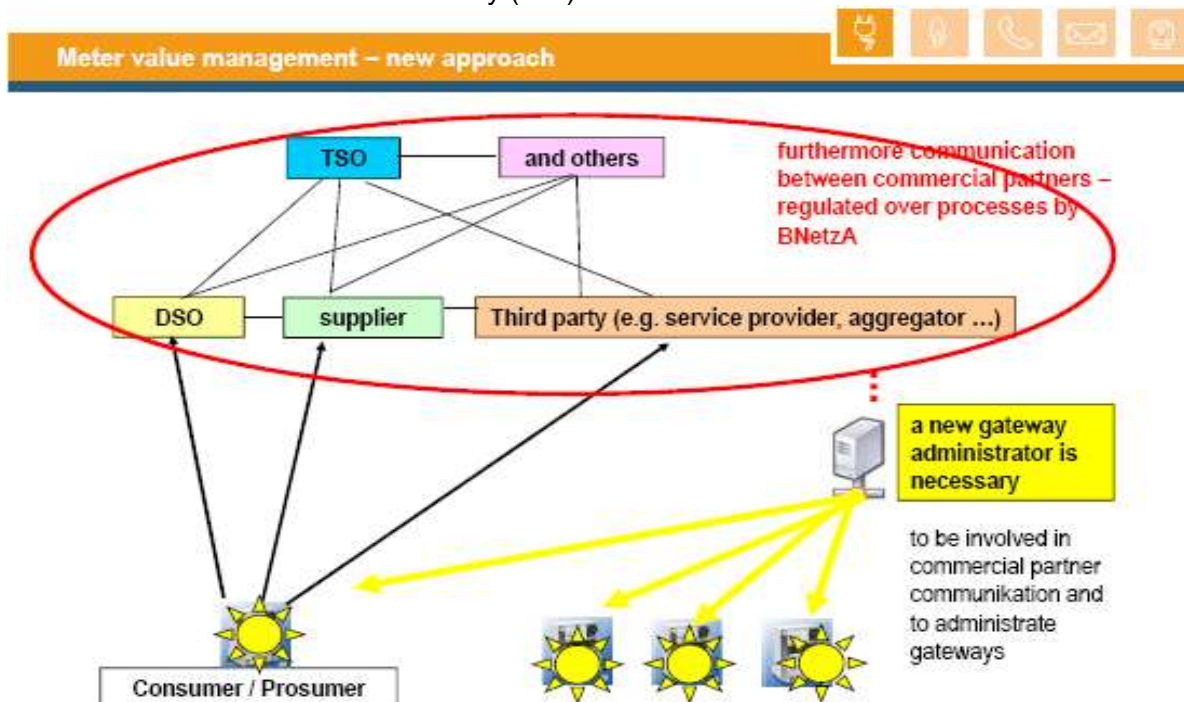 Meter value management – new approach
TSO
and others
furthermore communication
between commercial partners –
regulated over processes by
BNetzA
DSO
supplier
Third party (e.g. service provider, aggregator ...)
a new gateway
administrator is
necessary
to be involved in
commercial partner
communikation and
to administrate
gateways
Consumer / Prosumer